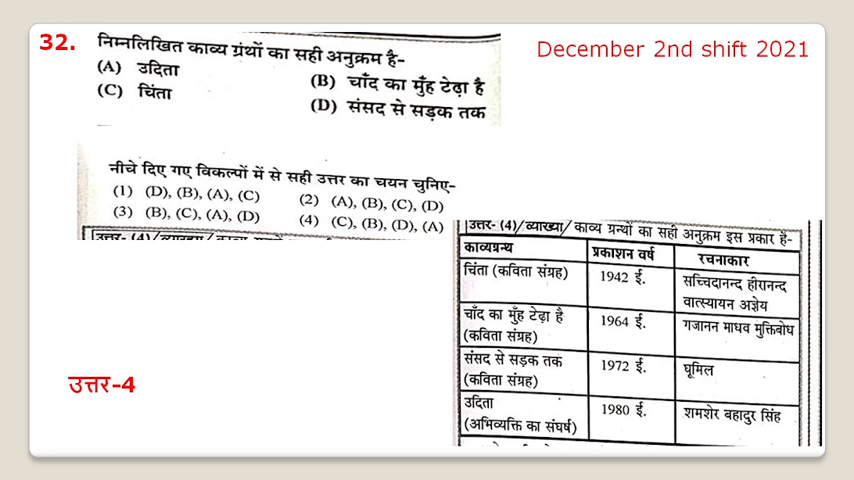 32.
December 2nd shift 2021
निम्नलिखित काव्य ग्रंथों का सही अनुक्रम है-
(A) उदिता
(B) चाँद का मुँह टेढ़ा है
(C) चिंता
(D) संसद से सड़क तक
नीचे दिए गए विकल्पों में से सही उत्तर का चयन चुनिए-
(1) (D), (B), (A), (C)
(2) (A), (B), (C), (D)
(3) (B), (C), (A), (D)
(4) (C), (B), (D), (A)
उत्तर- (4)/व्याख्या/ काव्य ग्रन्थों का सही अनुक्रम इस प्रकार है-
काव्यग्रन्थ प्रकाशन वर्ष रचनाकार
चिंता (कविता संग्रह) 1942 ई. सच्चिदानन्द हीरानन्द
वात्स्यायन अज्ञेय
चाँद का मुँह टेढ़ा है 1964 ई. गजानन माधव मुक्तिबोध
(कविता संग्रह)
संसद से सड़क तक 1972 ई. घूमिल
(कविता संग्रह)
उदिता 1980 ई. शमशेर बहादुर सिंह
(अभिव्यक्ति का संघर्ष)
उत्तर-4